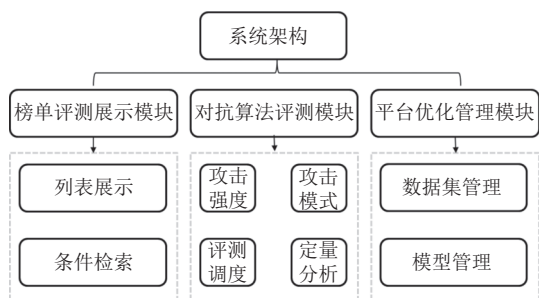 系统架构
榜单评测展示模块
对抗算法评测模块
平台优化管理模块
列表展示
条件检索
攻击
强度
攻击
模式
评测
调度
定量
分析
数据集管理
模型管理